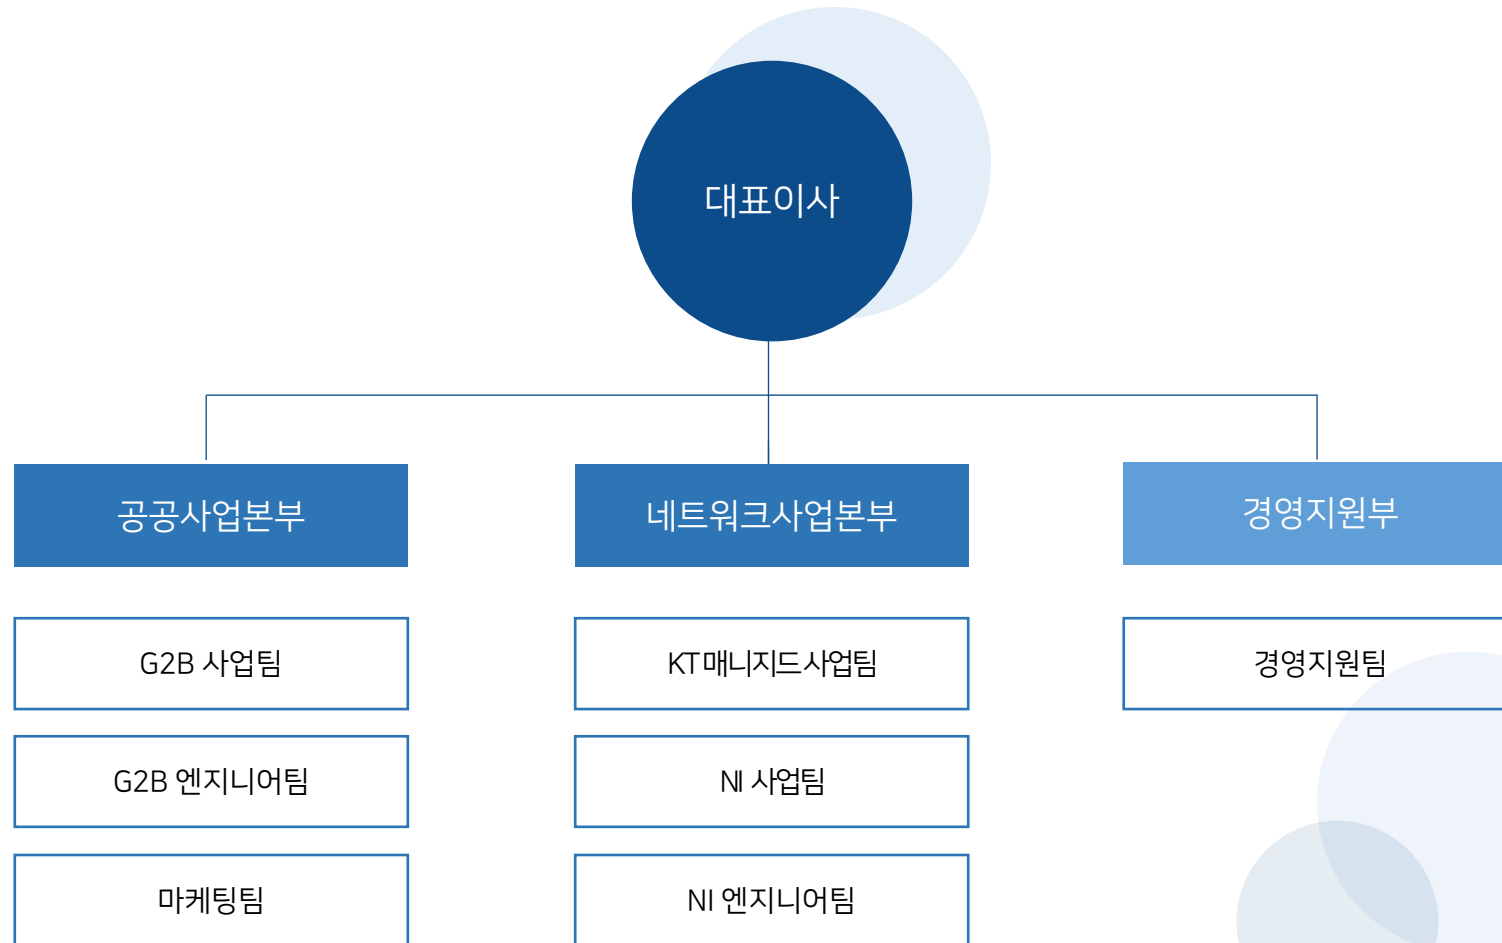 대표이사
공공사업본부
네트워크사업본부
경영지원부
G2B 사업팀
KT매니지드사업팀
경영지원팀
G2B 엔지니어팀
NI 사업팀
마케팅팀
NI 엔지니어팀